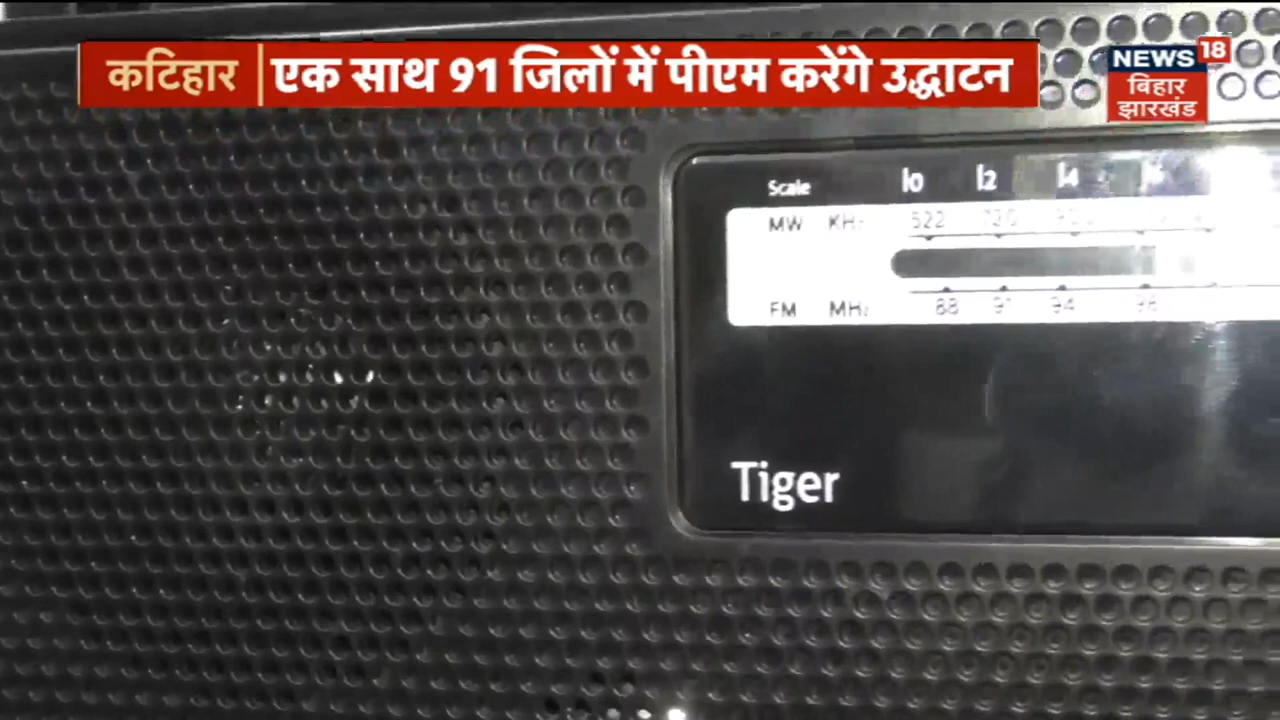 कटिहार एक साथ 91 जिलों में पीएम करेंगे उद्धाटन
NEWS 18
बिहार
झारखंड
Scale 10 12 14
MW KHz 522
FM MHz 88 91 94 98
Tiger